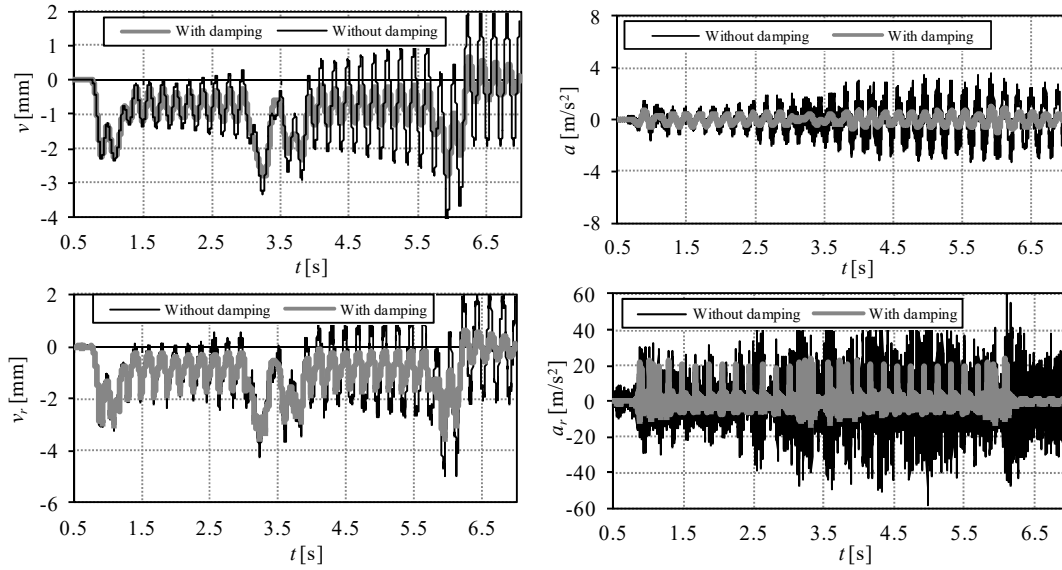 2
With damping
Without damping
1
0
-1
-2
-3
-4
v [mm]
0.5 1.5 2.5 3.5 4.5 5.5 6.5
t [s]
8
Without damping
With damping
4
0
-4
-8
a [m/s²]
0.5 1.5 2.5 3.5 4.5 5.5 6.5
t [s]
2
Without damping
With damping
0
-2
-4
-6
vᵣ [mm]
0.5 1.5 2.5 3.5 4.5 5.5 6.5
t [s]
60
Without damping
With damping
40
20
0
-20
-40
-60
aᵣ [m/s²]
0.5 1.5 2.5 3.5 4.5 5.5 6.5
t [s]